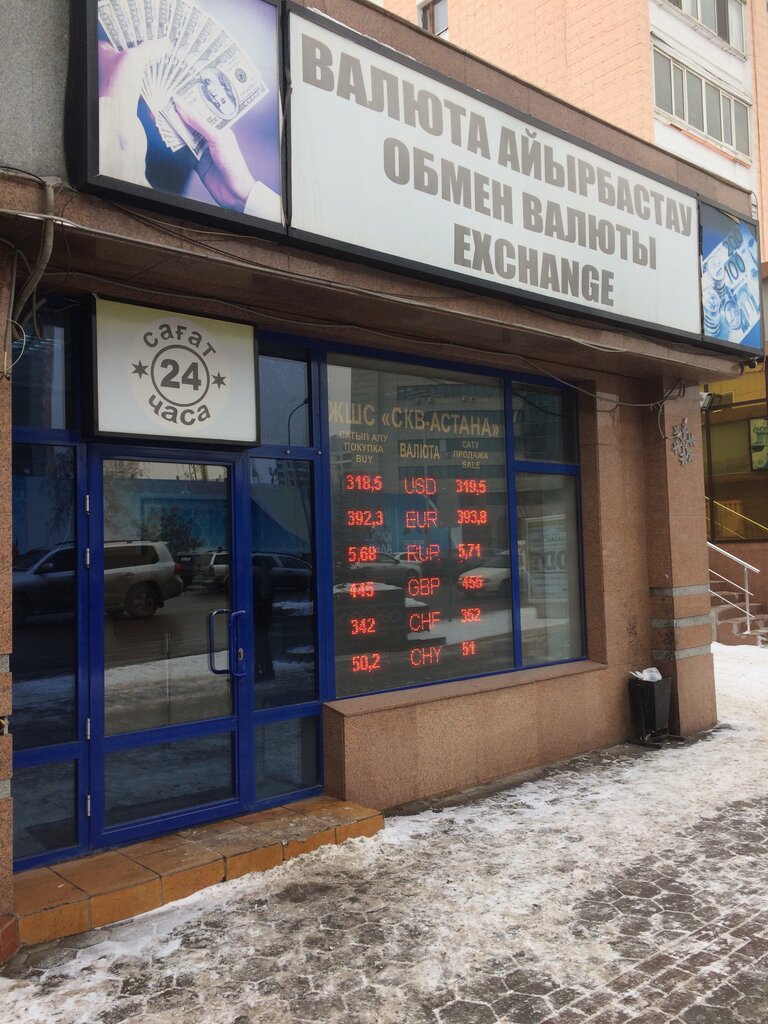 ВАЛЮТА АЙЫРБАСТАУ
ОБМЕН ВАЛЮТЫ
EXCHANGE
сағат
24
часа
ЖШС «СКВ-АСТАНА»
САТЫП АЛУ
ПОКУПКА
BUY
ВАЛЮТА
САТУ
ПРОДАЖА
SALE
318,5 USD 319,5
392,3 EUR 393,8
5,68 RUR 5,71
445 GBP 455
342 CHF 352
50,2 CHY 51